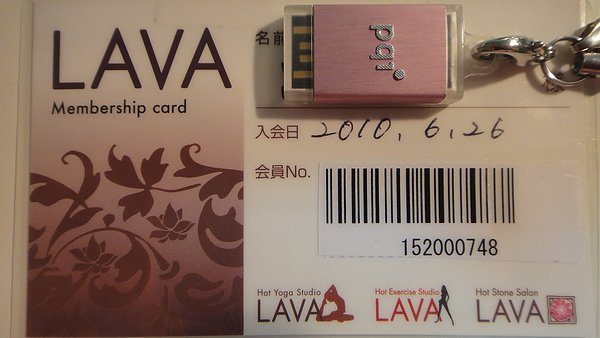 LAVA
Membership card
名前
pqi
入会日 2010. 6. 26
会員No.
152000748
Hot Yoga Studio
LAVA
Hot Exercise Studio
LAVA
Hot Stone Salon
LAVA